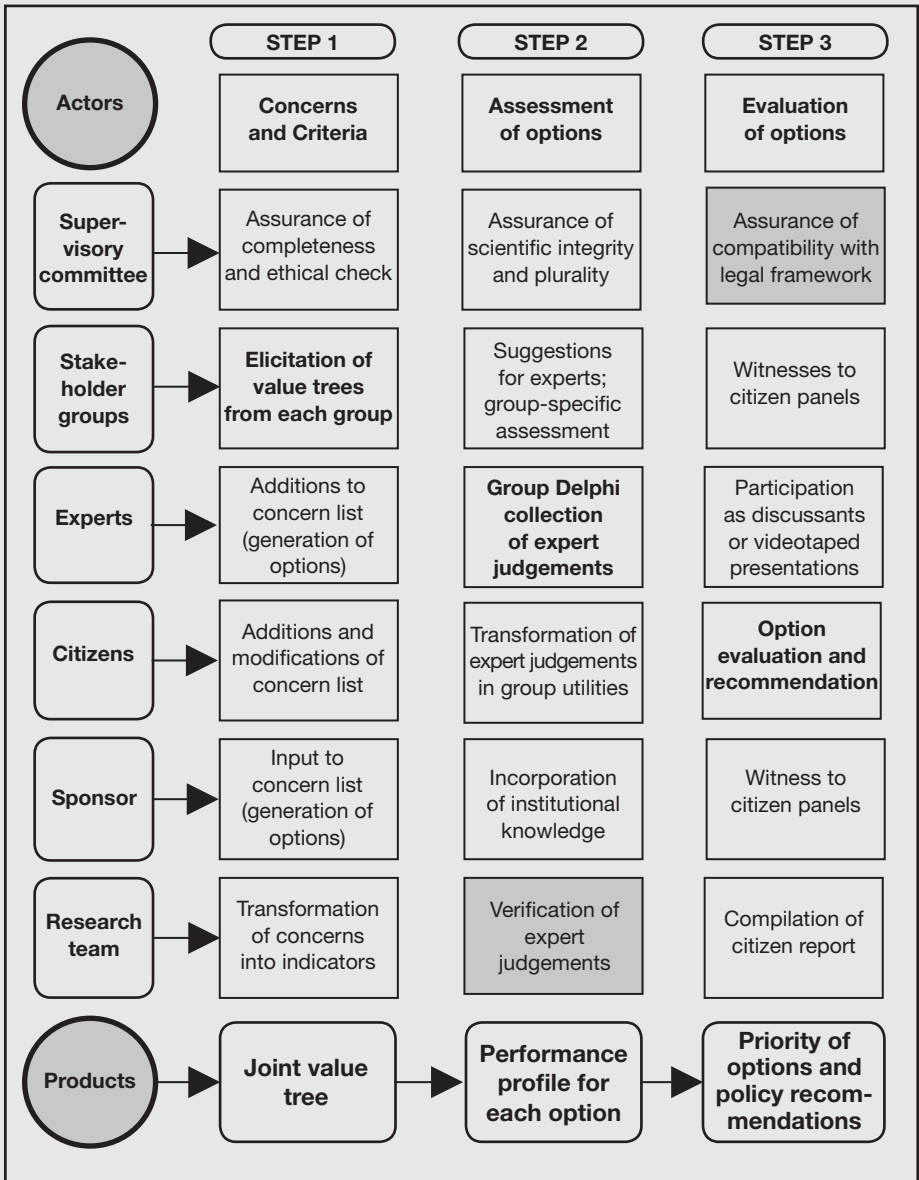 STEP 1
STEP 2
STEP 3
Actors
Concerns
and Criteria
Assessment
of options
Evaluation
of options
Super-
visory
committee
Assurance of
completeness
and ethical check
Assurance of
scientific integrity
and plurality
Assurance of
compatibility with
legal framework
Stake-
holder
groups
Elicitation of
value trees
from each group
Suggestions
for experts;
group-specific
assessment
Witnesses to
citizen panels
Experts
Additions to
concern list
(generation of
options)
Group Delphi
collection
of expert
judgements
Participation
as discussants
or videotaped
presentations
Citizens
Additions and
modifications of
concern list
Transformation of
expert judgements
in group utilities
Option
evaluation and
recommendation
Sponsor
Input to
concern list
(generation of
options)
Incorporation
of institutional
knowledge
Witness to
citizen panels
Research
team
Transformation
of concerns
into indicators
Verification of
expert
judgements
Compilation of
citizen report
Products
Joint value
tree
Performance
profile for
each option
Priority of
options and
policy recom-
mendations